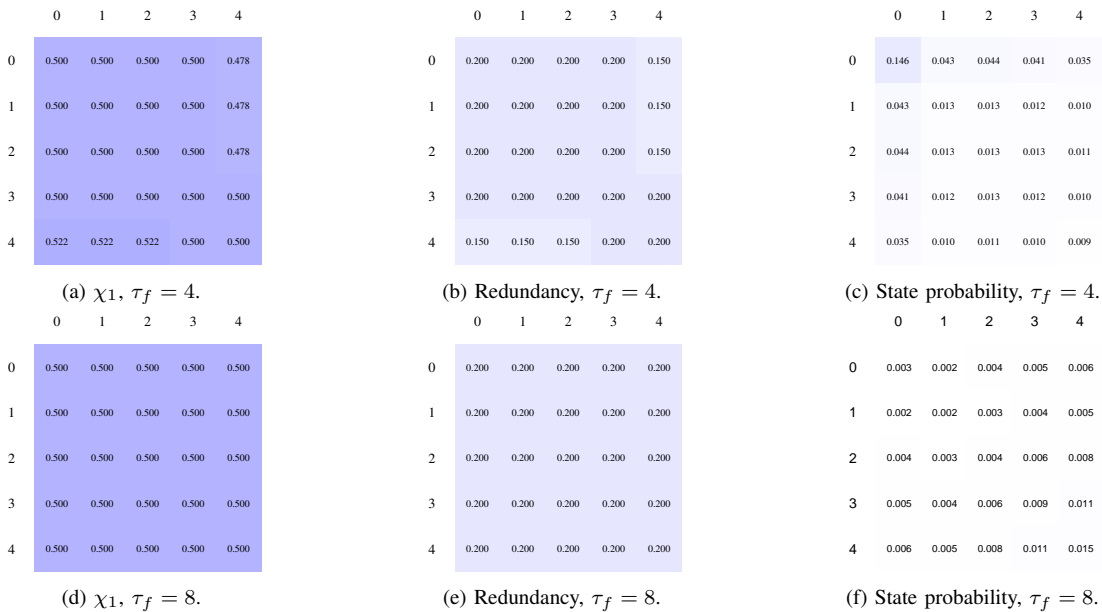 0 1 2 3 4
0 0.500 0.500 0.500 0.500 0.478
1 0.500 0.500 0.500 0.500 0.478
2 0.500 0.500 0.500 0.500 0.478
3 0.500 0.500 0.500 0.500 0.500
4 0.522 0.522 0.522 0.500 0.500
(a) χ₁, τ_f = 4.
0 1 2 3 4
0 0.200 0.200 0.200 0.200 0.150
1 0.200 0.200 0.200 0.200 0.150
2 0.200 0.200 0.200 0.200 0.150
3 0.200 0.200 0.200 0.200 0.200
4 0.150 0.150 0.150 0.200 0.200
(b) Redundancy, τ_f = 4.
0 1 2 3 4
0 0.146 0.043 0.044 0.041 0.035
1 0.043 0.013 0.013 0.012 0.010
2 0.044 0.013 0.013 0.013 0.011
3 0.041 0.012 0.013 0.012 0.010
4 0.035 0.010 0.011 0.010 0.009
(c) State probability, τ_f = 4.
0 1 2 3 4
0 0.500 0.500 0.500 0.500 0.500
1 0.500 0.500 0.500 0.500 0.500
2 0.500 0.500 0.500 0.500 0.500
3 0.500 0.500 0.500 0.500 0.500
4 0.500 0.500 0.500 0.500 0.500
(d) χ₁, τ_f = 8.
0 1 2 3 4
0 0.200 0.200 0.200 0.200 0.200
1 0.200 0.200 0.200 0.200 0.200
2 0.200 0.200 0.200 0.200 0.200
3 0.200 0.200 0.200 0.200 0.200
4 0.200 0.200 0.200 0.200 0.200
(e) Redundancy, τ_f = 8.
0 1 2 3 4
0 0.003 0.002 0.004 0.005 0.006
1 0.002 0.002 0.003 0.004 0.005
2 0.004 0.003 0.004 0.006 0.008
3 0.005 0.004 0.006 0.009 0.011
4 0.006 0.005 0.008 0.011 0.015
(f) State probability, τ_f = 8.